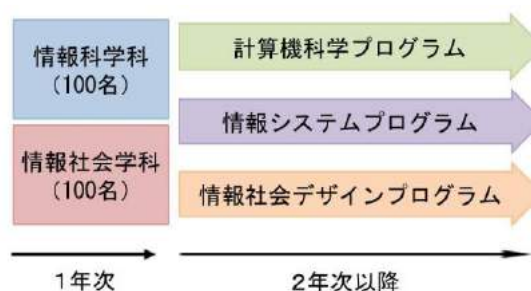 情報科学科
(100名)
情報社会学科
(100名)
計算機科学プログラム
情報システムプログラム
情報社会デザインプログラム
1年次
2年次以降